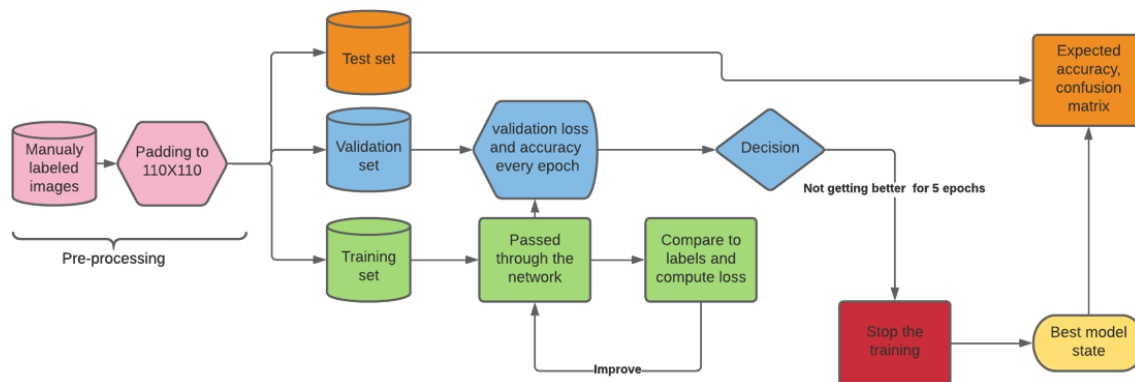 Test set
Expected
accuracy,
confusion
matrix
Manualy
labeled
images
Padding to
110X110
Validation
set
validation loss
and accuracy
every epoch
Decision
Not getting better for 5 epochs
Pre-processing
Training
set
Passed
through the
network
Compare to
labels and
compute loss
Improve
Stop the
training
Best model
state